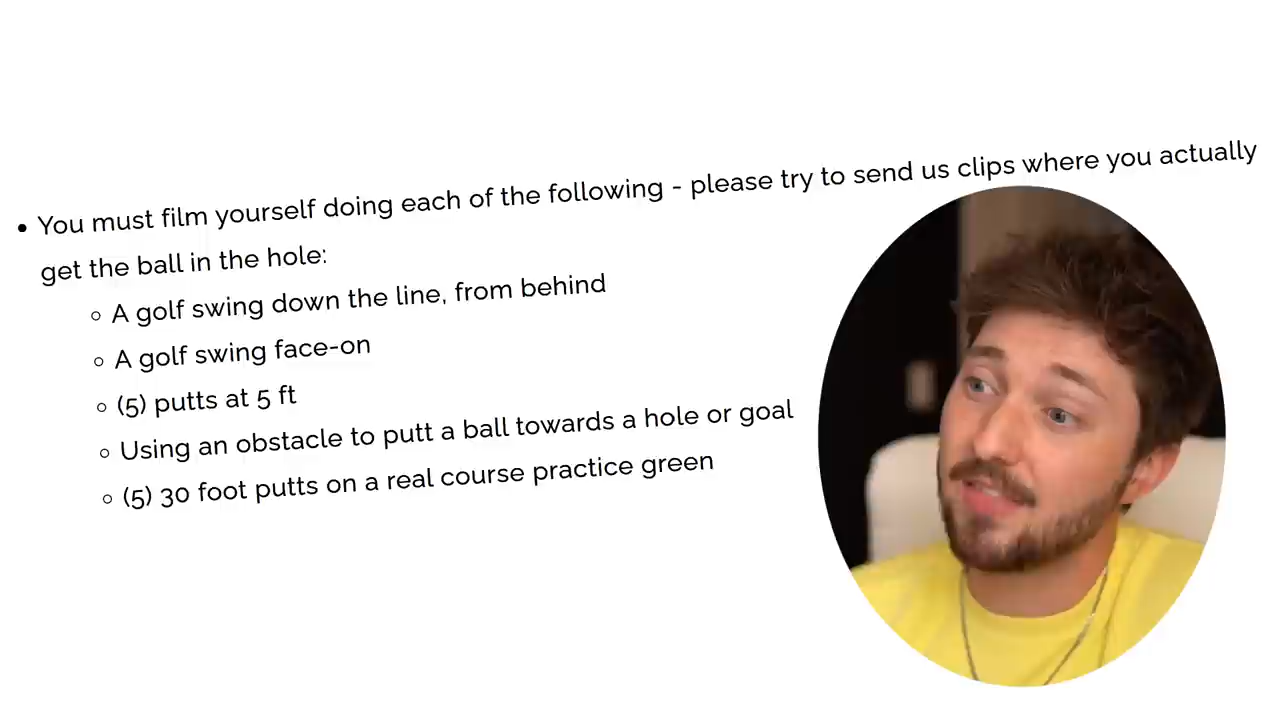 • You must film yourself doing each of the following - please try to send us clips where you actually
get the ball in the hole:
◦ A golf swing down the line, from behind
◦ A golf swing face-on
◦ (5) putts at 5 ft
◦ Using an obstacle to putt a ball towards a hole or goal
◦ (5) 30 foot putts on a real course practice green